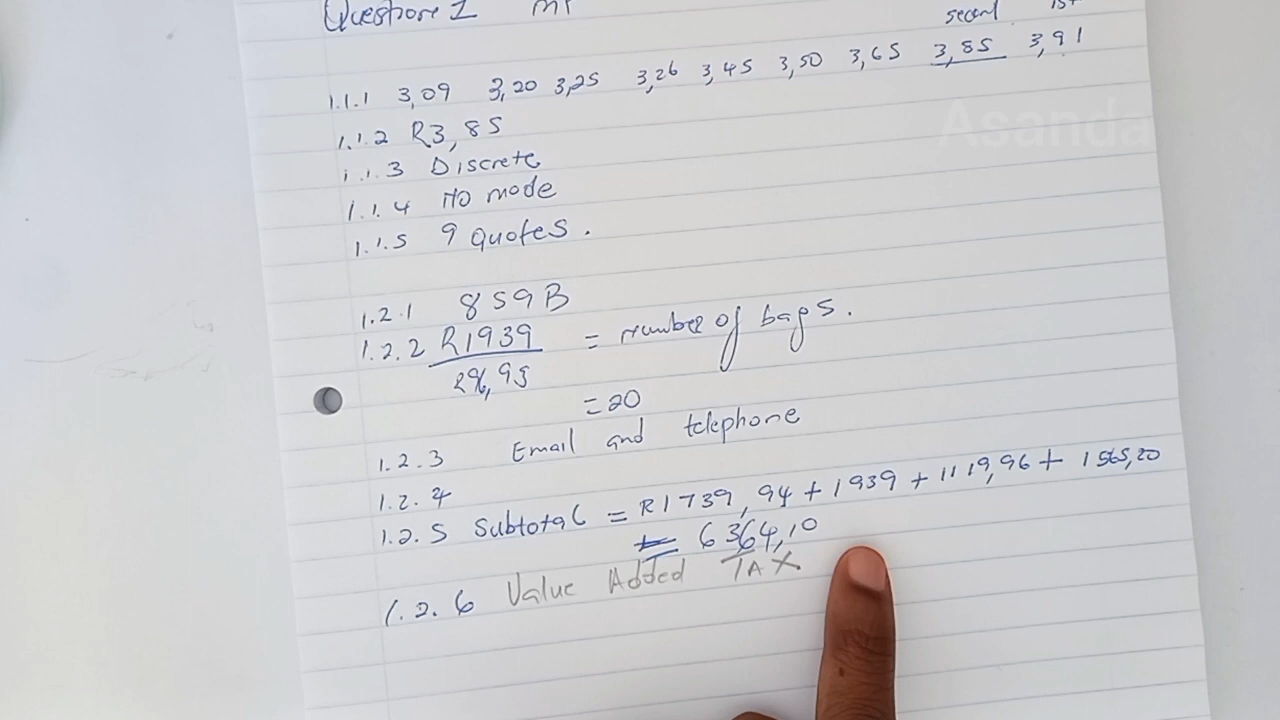 Question 1
second 1st
1.1.1 3,09 3,20 3,25 3,26 3,45 3,50 3,65 3,85 3,91
1.1.2 R3,85
1.1.3 Discrete
1.1.4 No mode
1.1.5 9 quotes.
1.2.1 859B
1.2.2 R1939 = number of bags.
= 20
1.2.3 Email and telephone
1.2.4
1.2.5 Subtotal = R1739,94 + 1939 + 1119,96 + 1565,20
= 6364,10
1.2.6 Value Added TAX
Asanda